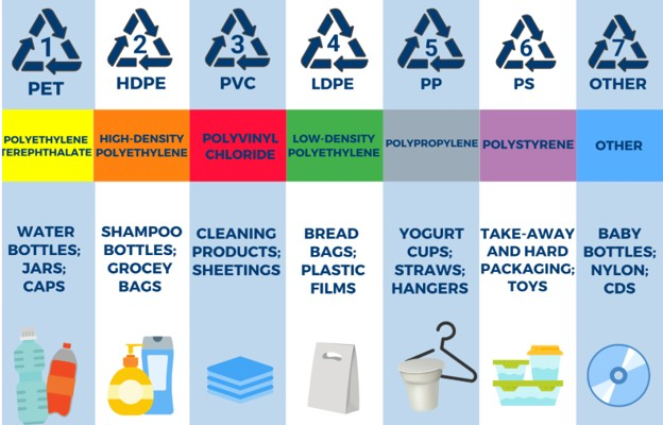 1
PET
POLYETHYLENE
TEREPHTHALATE
WATER
BOTTLES;
JARS;
CAPS
2
HDPE
HIGH-DENSITY
POLYETHYLENE
SHAMPOO
BOTTLES;
GROCEY
BAGS
3
PVC
POLYVINYL
CHLORIDE
CLEANING
PRODUCTS;
SHEETINGS
4
LDPE
LOW-DENSITY
POLYETHYLENE
BREAD
BAGS;
PLASTIC
FILMS
5
PP
POLYPROPYLENE
YOGURT
CUPS;
STRAWS;
HANGERS
6
PS
POLYSTYRENE
TAKE-AWAY
AND HARD
PACKAGING;
TOYS
7
OTHER
OTHER
BABY
BOTTLES;
NYLON;
CDS